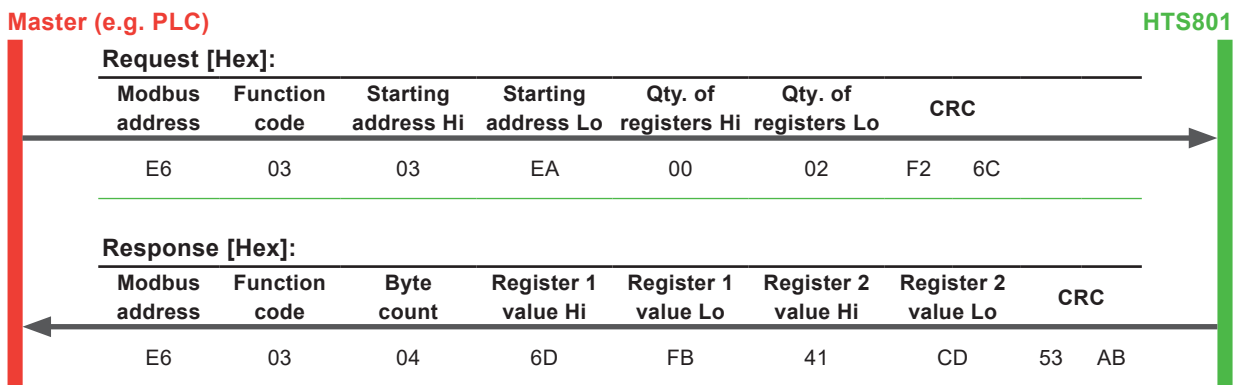 Master (e.g. PLC) HTS801
Request [Hex]:
Modbus Function Starting Starting Qty. of Qty. of CRC
address code address Hi address Lo registers Hi registers Lo
E6 03 03 EA 00 02 F2 6C
Response [Hex]:
Modbus Function Byte Register 1 Register 1 Register 2 Register 2 CRC
address code count value Hi value Lo value Hi value Lo
E6 03 04 6D FB 41 CD 53 AB